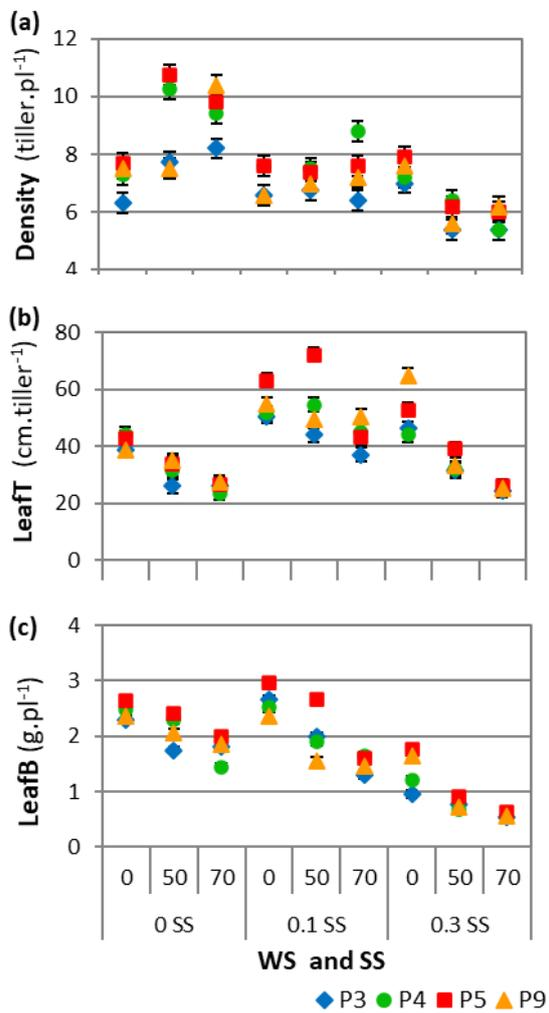 (a)
Density (tiller.pl-1)
12
10
8
6
4
(b)
LeafT (cm.tiller-1)
80
60
40
20
0
(c)
LeafB (g.pl-1)
4
3
2
1
0
0 50 70 0 50 70 0 50 70
0 SS 0.1 SS 0.3 SS
WS and SS
P3 P4 P5 P9